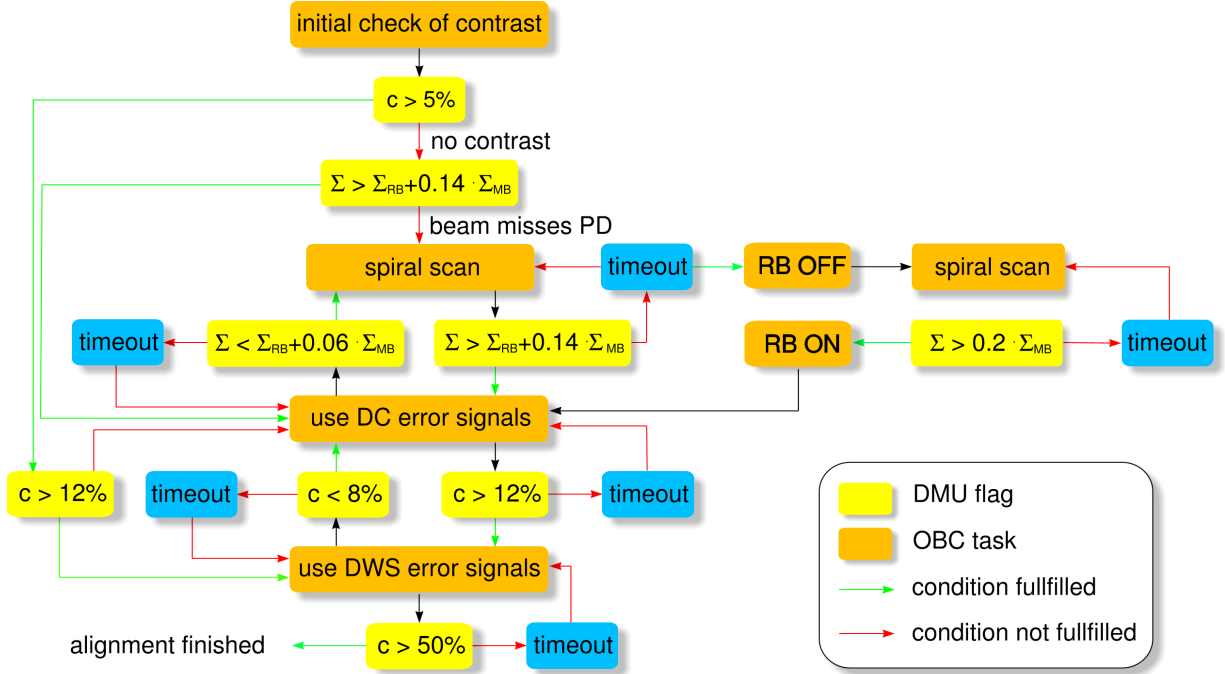 initial check of contrast
c > 5%
no contrast
Σ > Σ_RB+0.14 · Σ_MB
beam misses PD
spiral scan
timeout
RB OFF
spiral scan
timeout
Σ < Σ_RB+0.06 · Σ_MB
Σ > Σ_RB+0.14 · Σ_MB
RB ON
Σ > 0.2 · Σ_MB
timeout
use DC error signals
c > 12%
timeout
c < 8%
c > 12%
timeout
use DWS error signals
alignment finished
c > 50%
timeout
DMU flag
OBC task
condition fullfilled
condition not fullfilled